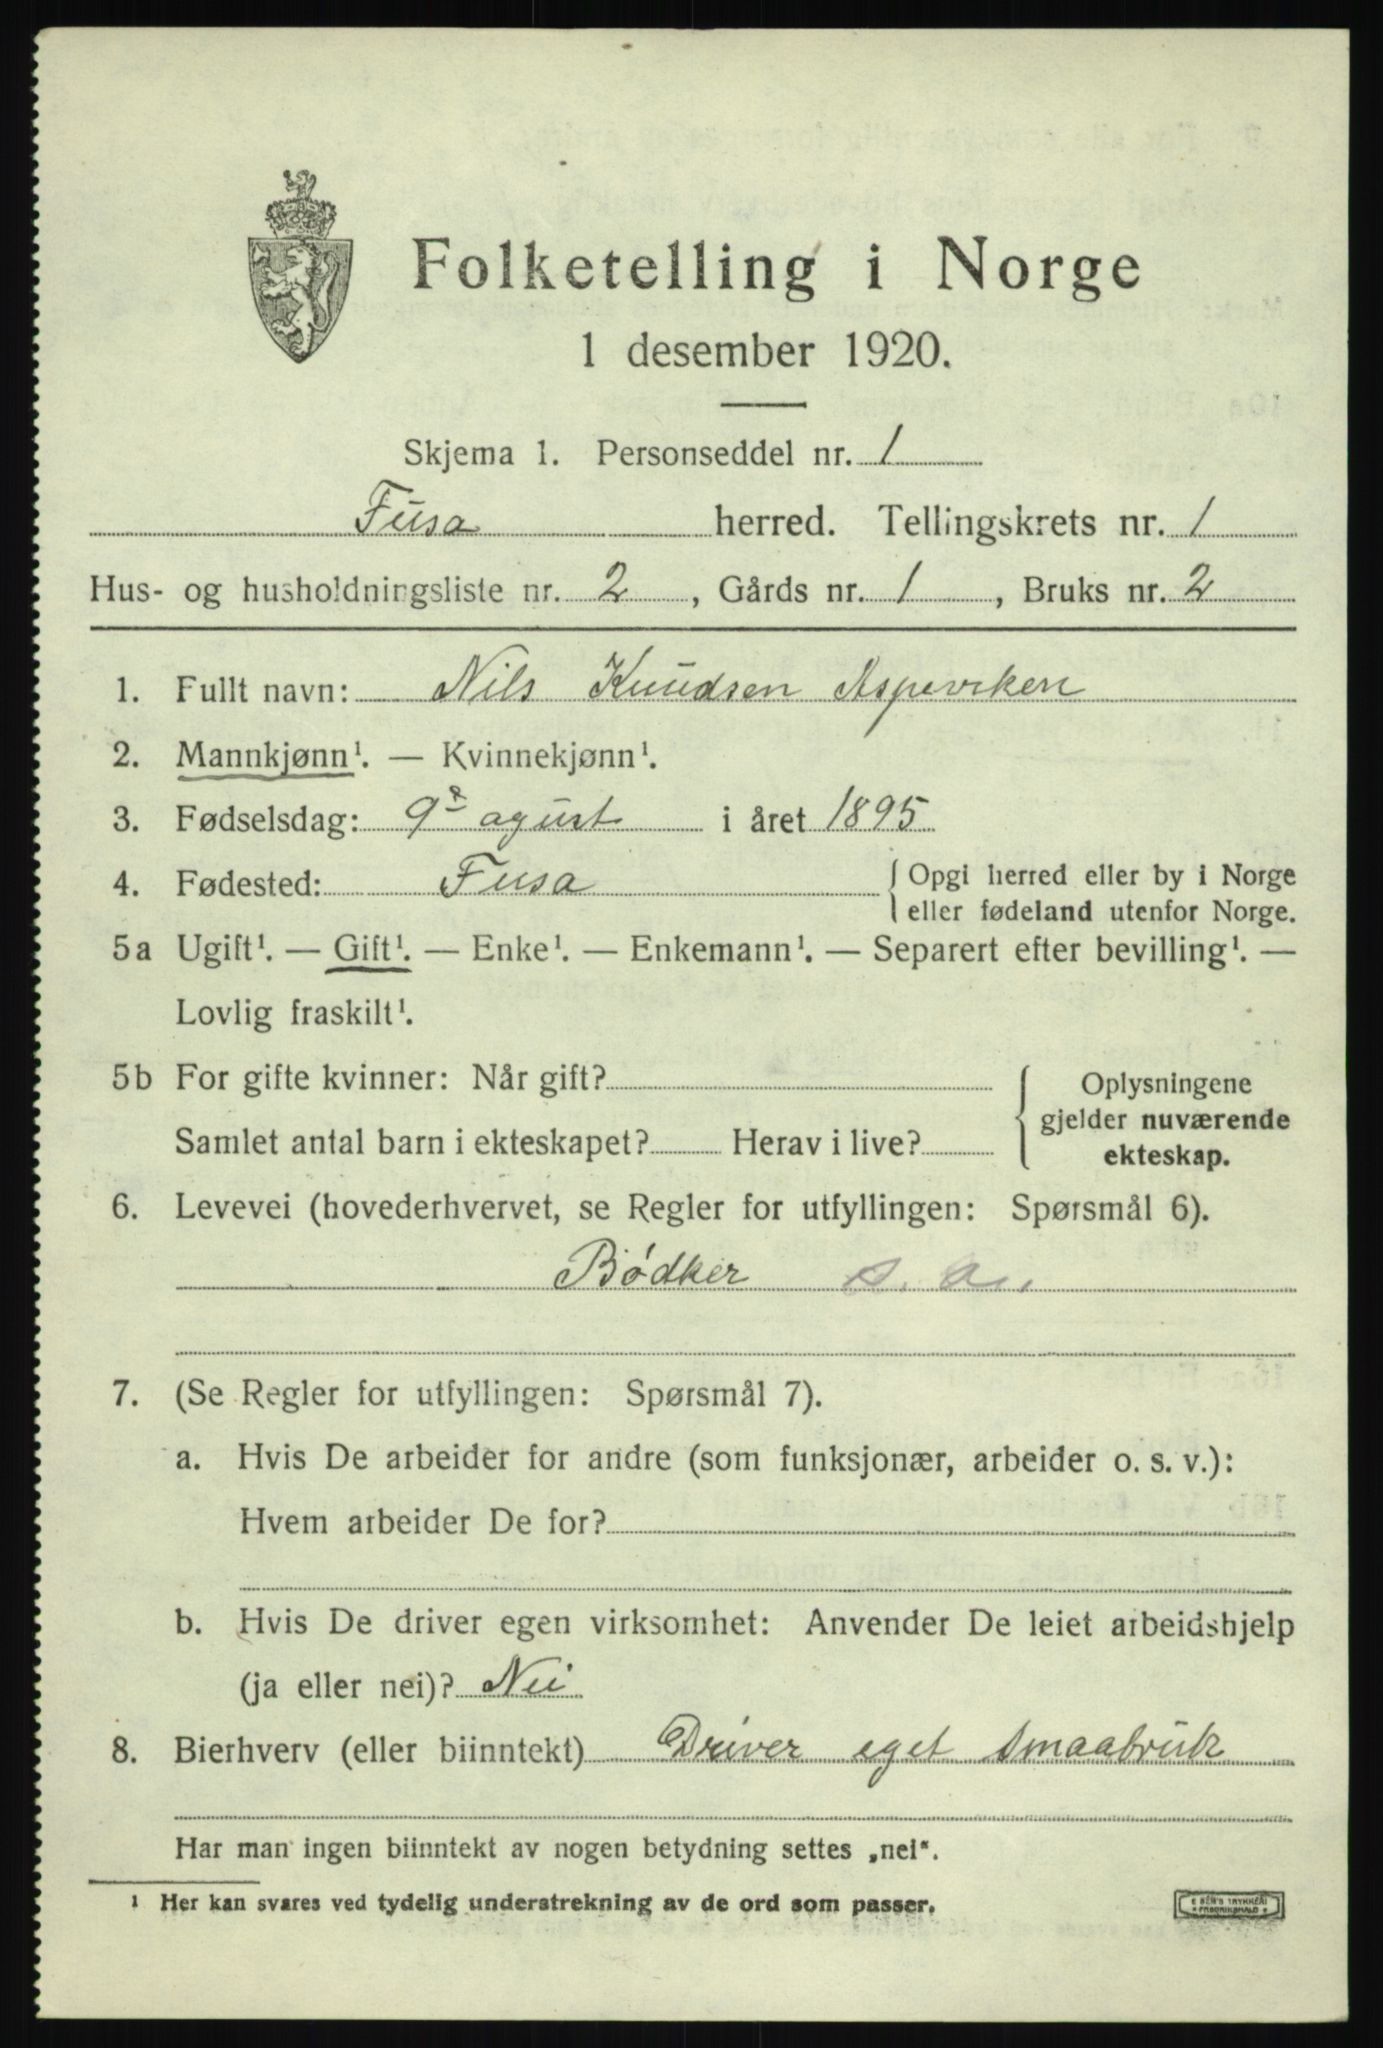 Folketelling i Norge
1 desember 1920.
Skjema 1. Personseddel nr. 1
Fusa herred. Tellingskrets nr. 1
Hus- og husholdningsliste nr. 2, Gårds nr. 1, Bruks nr. 2
1. Fullt navn: Nils Knudsen Aspeviken
2. Mannkjønn¹. — Kvinnekjønn¹.
3. Fødselsdag: 9 agust i året 1895
4. Fødested: Fusa { Opgi herred eller by i Norge
eller fødeland utenfor Norge.
5a Ugift¹. — Gift¹. — Enke¹. — Enkemann¹. — Separert efter bevilling¹. —
Lovlig fraskilt¹.
5b For gifte kvinner: Når gift? { Oplysningene
gjelder nuværende
Samlet antal barn i ekteskapet? Herav i live?
ekteskap.
6. Levevei (hovederhvervet, se Regler for utfyllingen: Spørsmål 6).
Bødker
7. (Se Regler for utfyllingen: Spørsmål 7).
a. Hvis De arbeider for andre (som funksjonær, arbeider o. s. v.):
Hvem arbeider De for?
b. Hvis De driver egen virksomhet: Anvender De leiet arbeidshjelp
(ja eller nei)? Nei
8. Bierhverv (eller biinntekt) Driver eget smaabruk
Har man ingen biinntekt av nogen betydning settes „nei“.
¹ Her kan svares ved tydelig understrekning av de ord som passer.